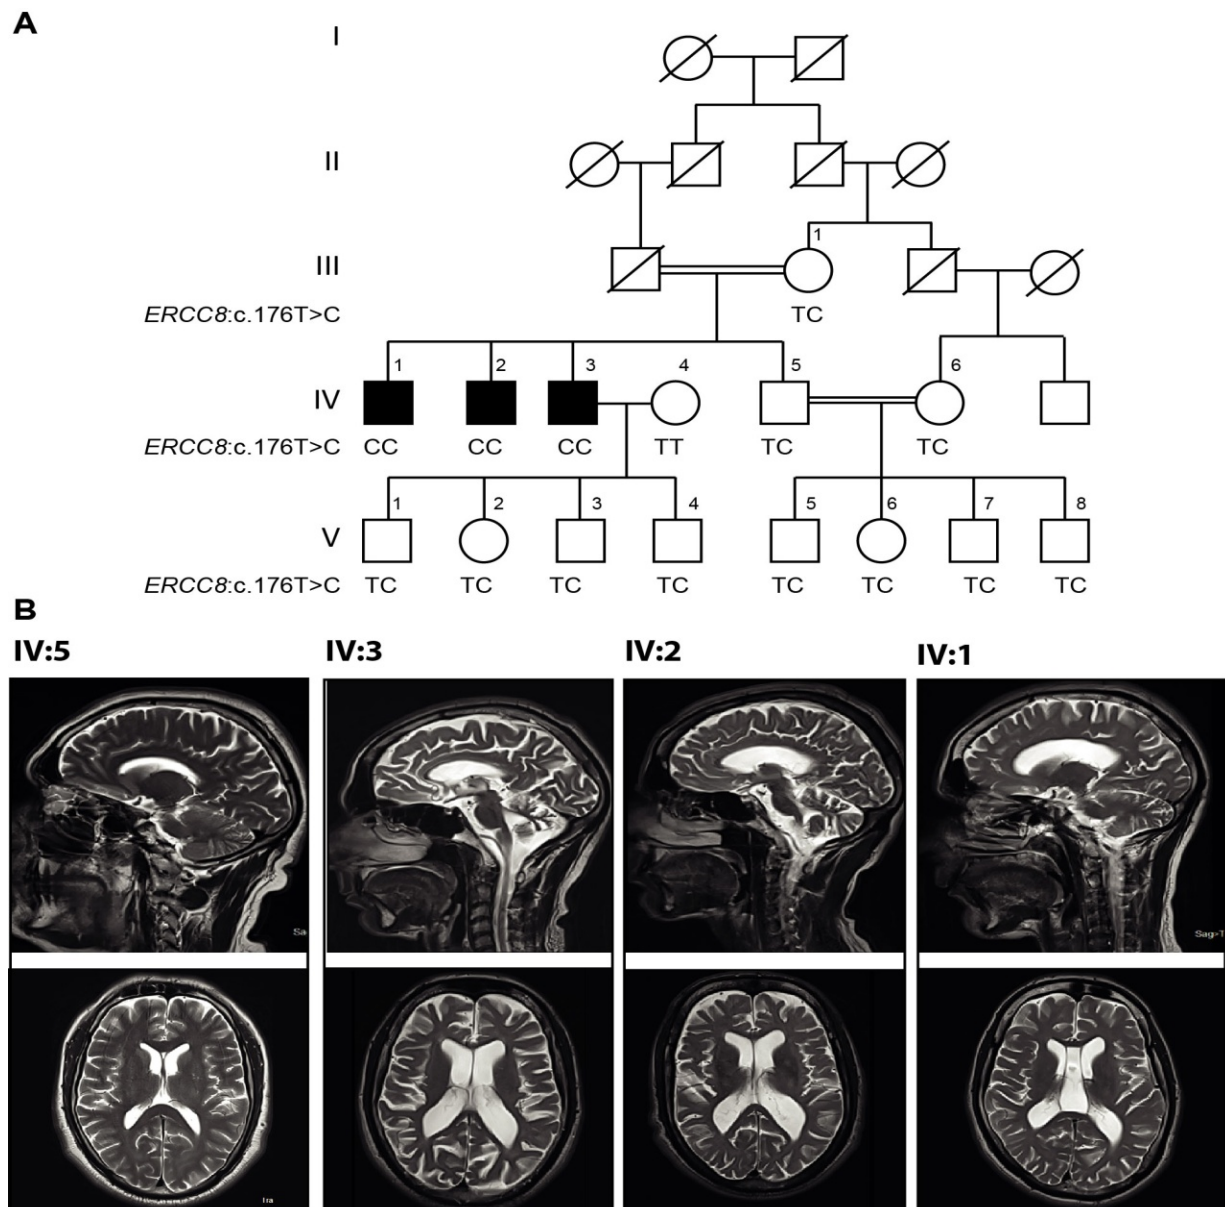 A
I
II
III
1
ERCC8:c.176T>C
TC
1 2 3 4 5 6
IV
ERCC8:c.176T>C CC CC CC TT TC TC
1 2 3 4 5 6 7 8
V
ERCC8:c.176T>C TC TC TC TC TC TC TC TC
B
IV:5 IV:3 IV:2 IV:1
Sa
Sag>T